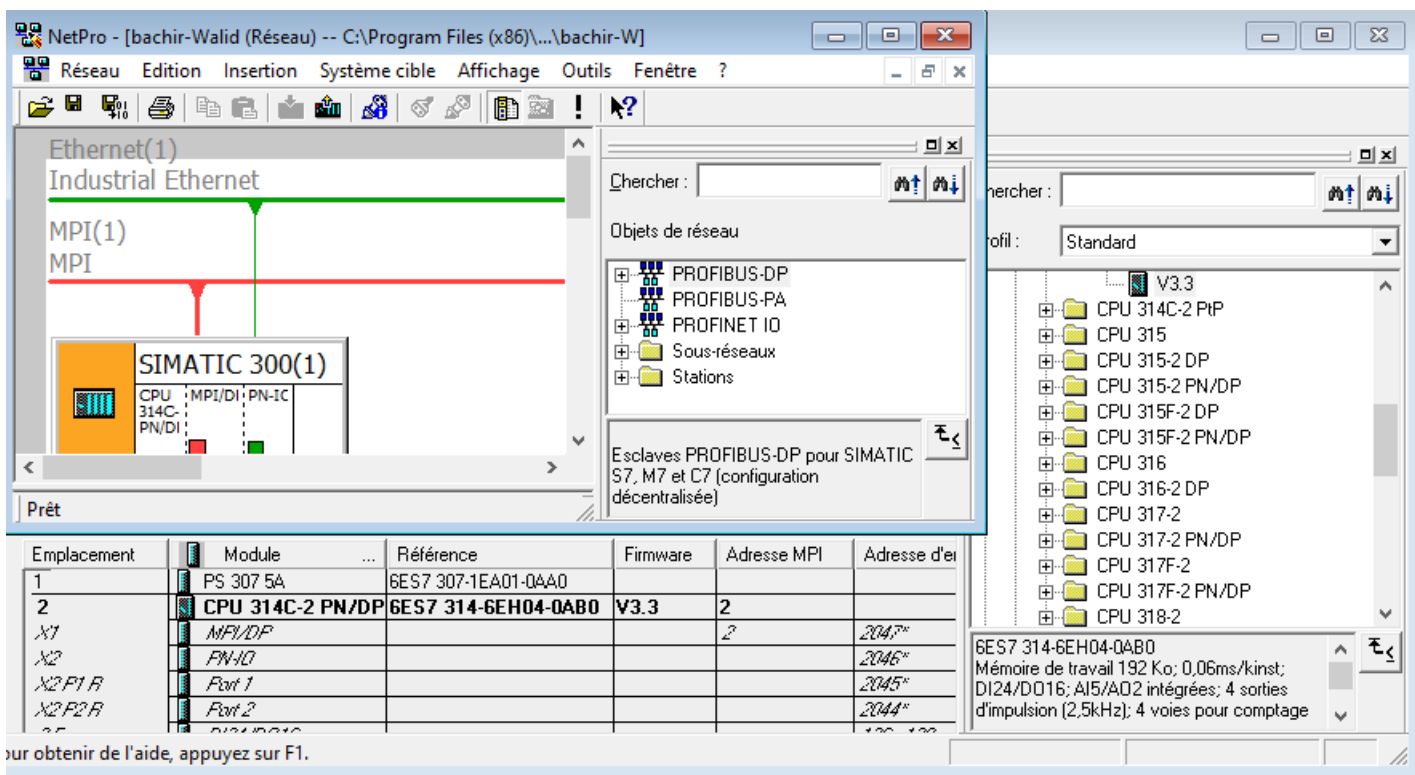 NetPro - [bachir-Walid (Réseau) -- C:\Program Files (x86)\...\bachir-W]
Réseau Edition Insertion Système cible Affichage Outils Fenêtre ?
Ethernet(1)
Industrial Ethernet
MPI(1)
MPI
SIMATIC 300(1)
CPU 314C- PN/DI
MPI/DI
PN-IC
Prêt
Chercher :
Objets de réseau
PROFIBUS-DP
PROFIBUS-PA
PROFINET IO
Sous-réseaux
Stations
Esclaves PROFIBUS-DP pour SIMATIC
S7, M7 et C7 (configuration
décentralisée)
hercher :
rofil : Standard
V3.3
CPU 314C-2 PtP
CPU 315
CPU 315-2 DP
CPU 315-2 PN/DP
CPU 315F-2 DP
CPU 315F-2 PN/DP
CPU 316
CPU 316-2 DP
CPU 317-2
CPU 317-2 PN/DP
CPU 317F-2
CPU 317F-2 PN/DP
CPU 318-2
6ES7 314-6EH04-0AB0
Mémoire de travail 192 Ko; 0,06ms/kinst;
DI24/DO16; AI5/AO2 intégrées; 4 sorties
d'impulsion (2,5kHz); 4 voies pour comptage
Emplacement Module ... Référence Firmware Adresse MPI Adresse d'e
1 PS 307 5A 6ES7 307-1EA01-0AA0
2 CPU 314C-2 PN/DP 6ES7 314-6EH04-0AB0 V3.3 2
X1 MPI/DP 2 2047*
X2 PN-IO 2046*
X2 P1 R Port 1 2045*
X2 P2 R Port 2 2044*
our obtenir de l'aide, appuyez sur F1.